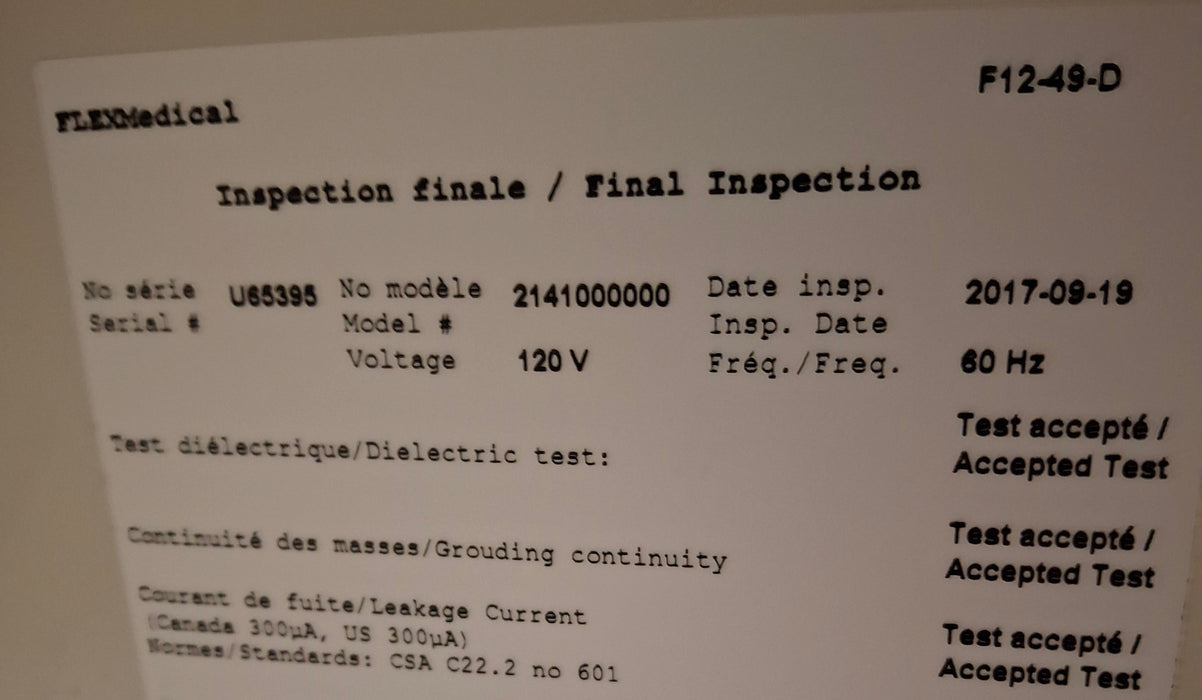 F12-49-D
FLEXMedical
Inspection finale / Final Inspection
No série U65395 No modèle 2141000000 Date insp. 2017-09-19
Serial # Model # Insp. Date
Voltage 120 V Fréq./Freq. 60 Hz
Test accepté /
Test diélectrique/Dielectric test:
Accepted Test
Test accepté /
Continuité des masses/Grouding continuity
Accepted Test
Courant de fuite/Leakage Current
(Canada 300µA, US 300µA) Test accepté /
Normes/Standards: CSA C22.2 no 601 Accepted Test